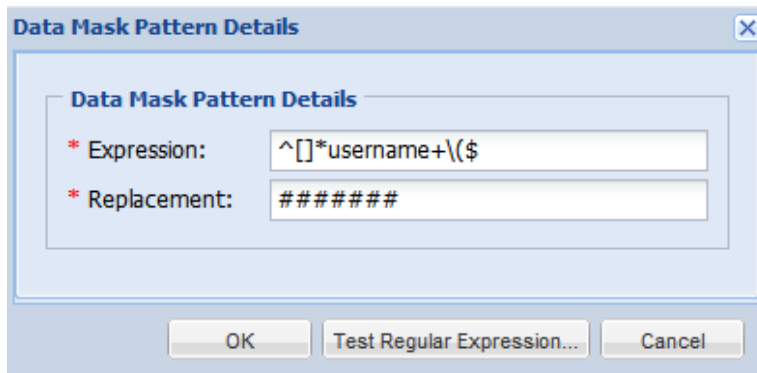 Data Mask Pattern Details
Data Mask Pattern Details
* Expression: ^[]*username+\($
* Replacement: #######
OK Test Regular Expression... Cancel